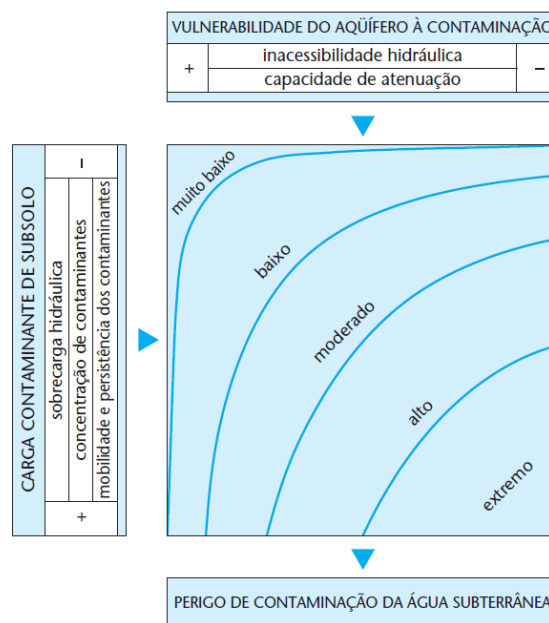 VULNERABILIDADE DO AQÜÍFERO À CONTAMINAÇÃO
+
inacessibilidade hidráulica
capacidade de atenuação
–
CARGA CONTAMINANTE DE SUBSOLO
–
sobrecarga hidráulica
concentração de contaminantes
mobilidade e persistência dos contaminantes
+
muito baixo
baixo
moderado
alto
extremo
PERIGO DE CONTAMINAÇÃO DA ÁGUA SUBTERRÂNEA